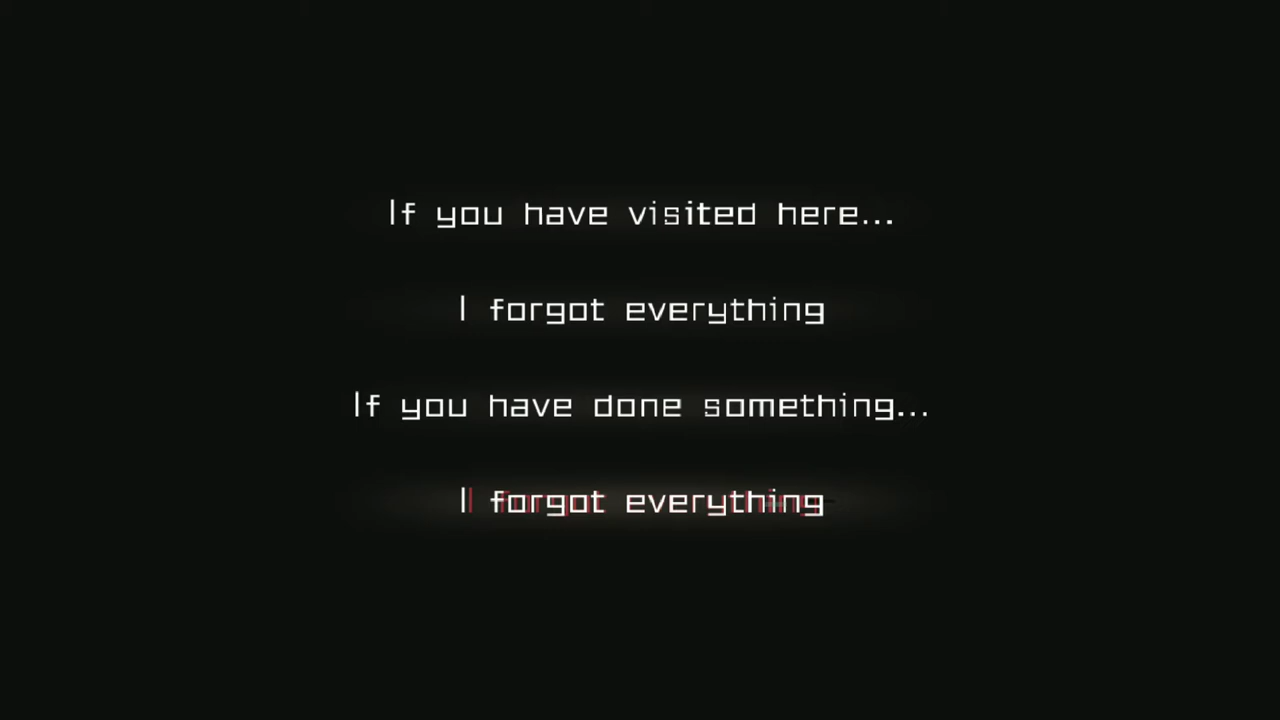 If you have visited here...
I forgot everything
If you have done something...
I forgot everything